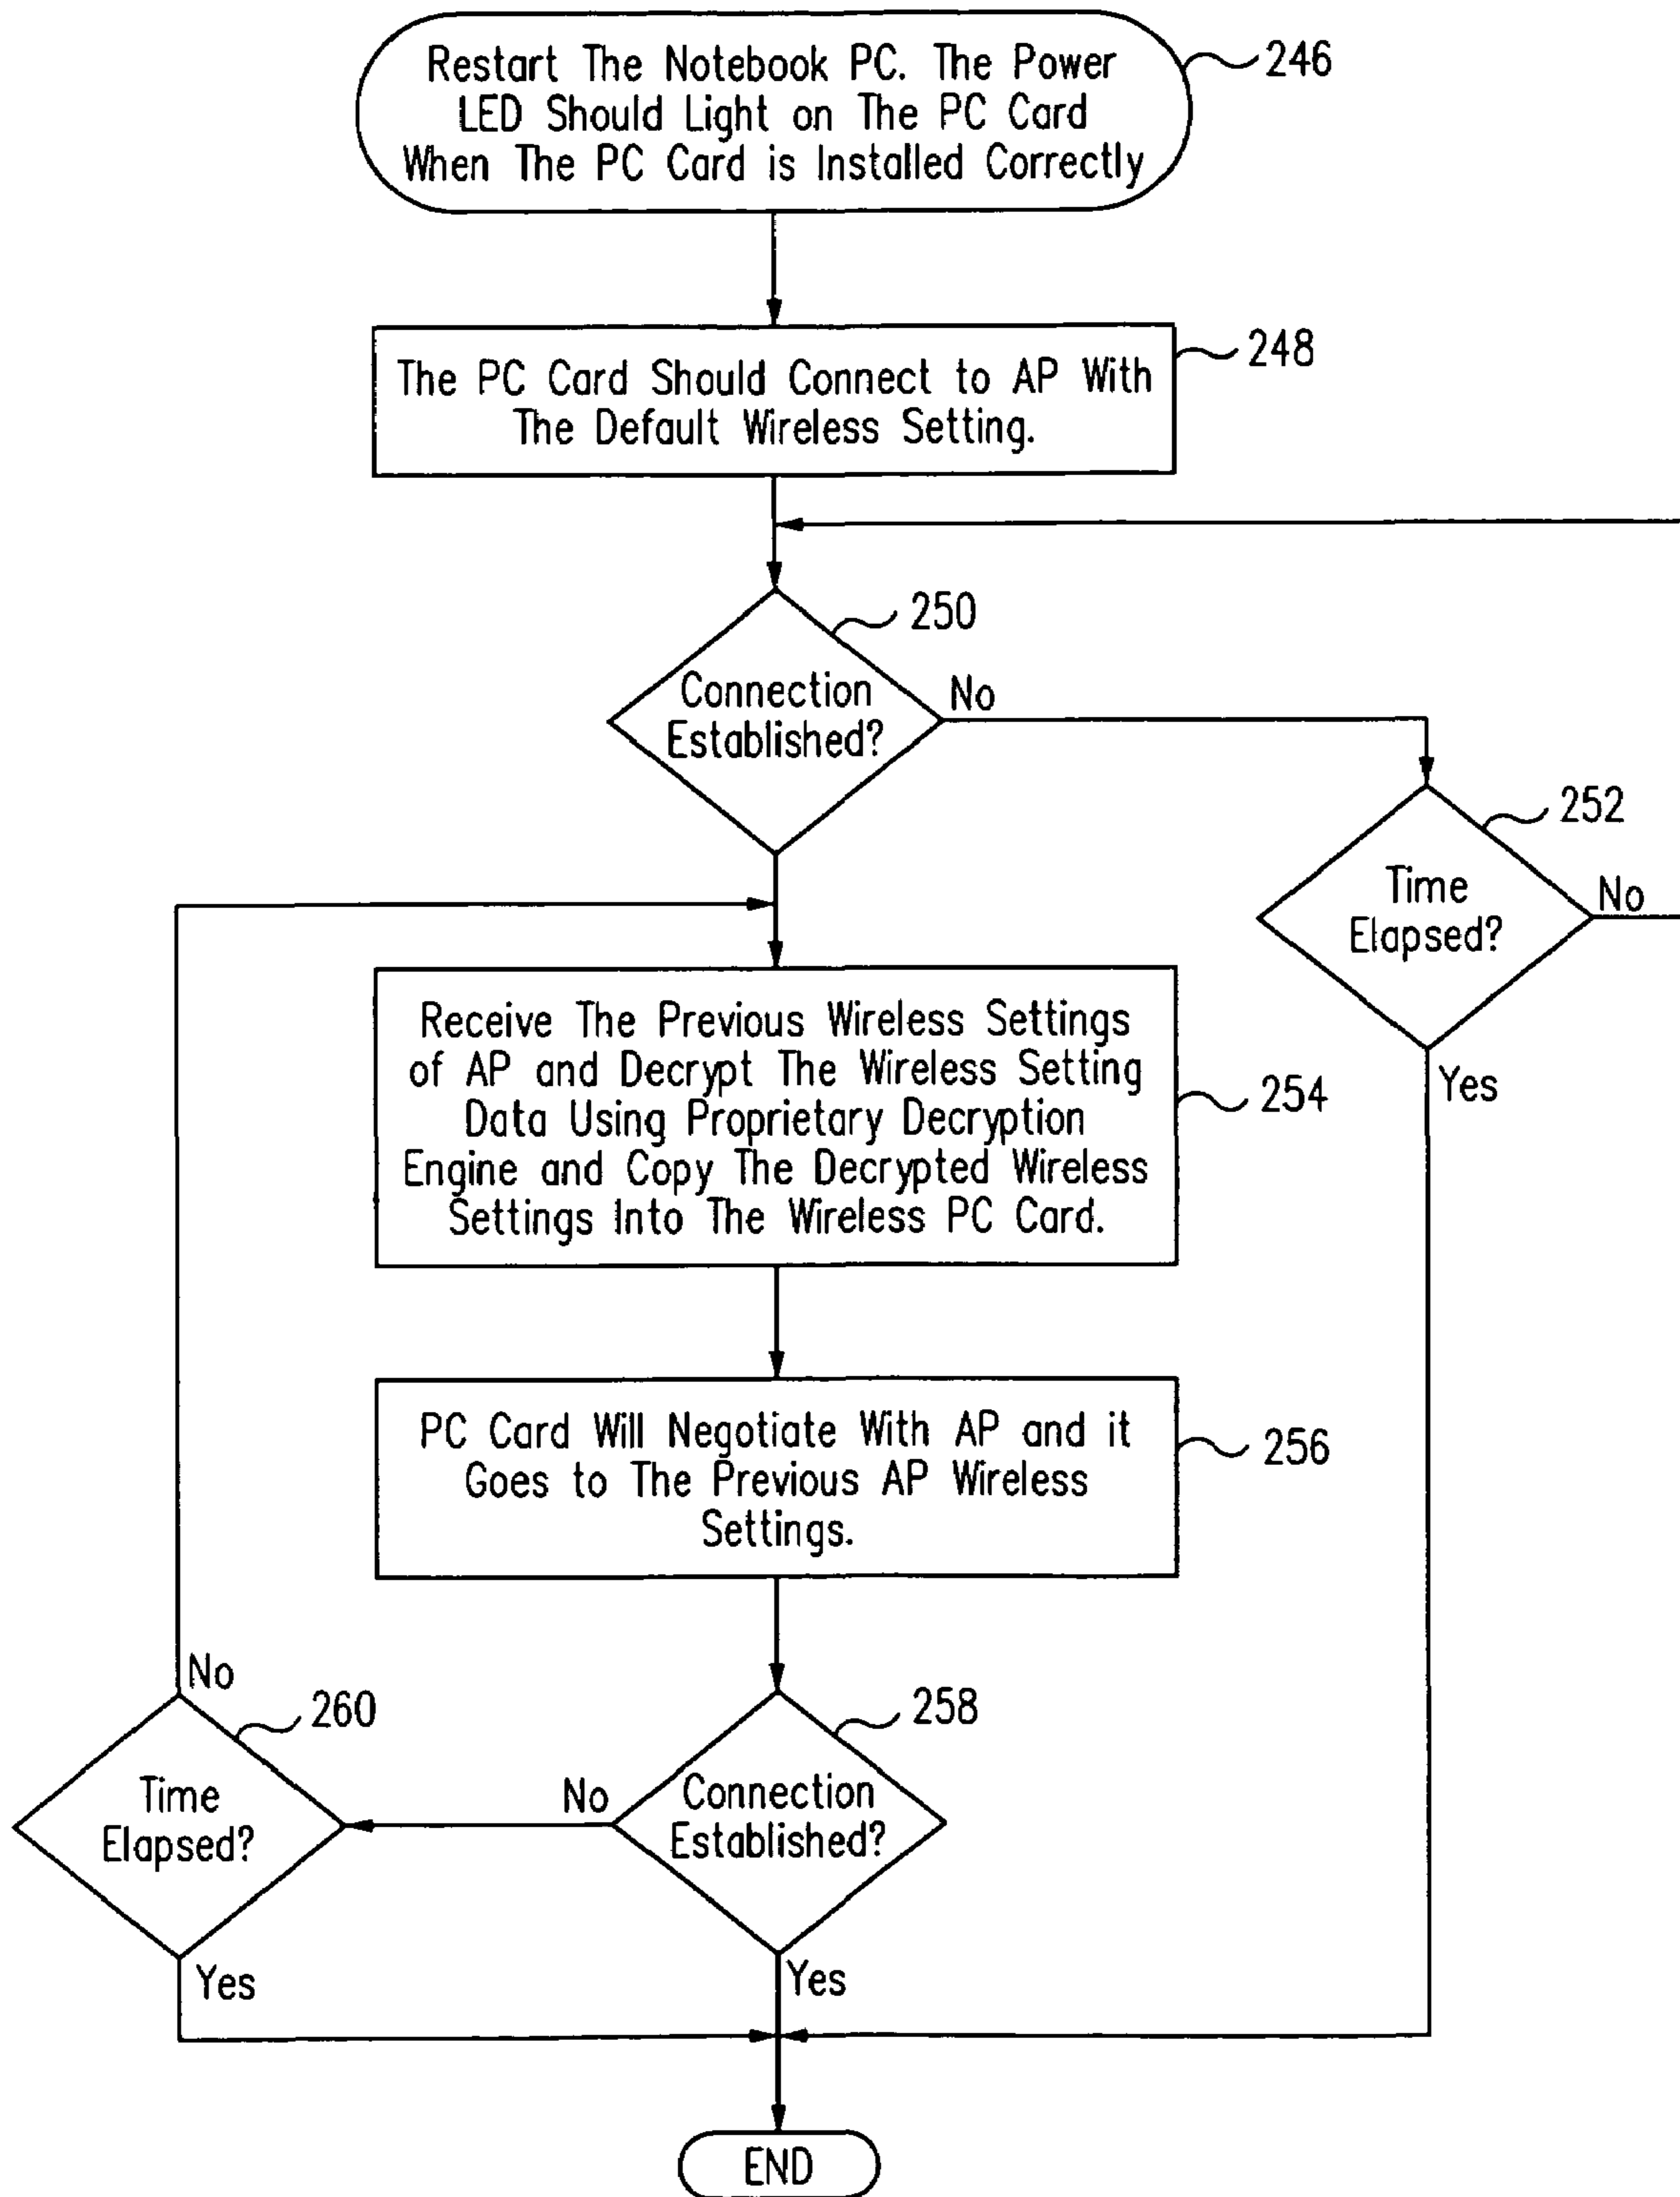 Restart The Notebook PC. The Power
LED Should Light on The PC Card
When The PC Card is Installed Correctly
246
The PC Card Should Connect to AP With
The Default Wireless Setting.
248
250
Connection
Established?
No
252
Time
Elapsed?
No
Yes
Receive The Previous Wireless Settings
of AP and Decrypt The Wireless Setting
Data Using Proprietary Decryption
Engine and Copy The Decrypted Wireless
Settings Into The Wireless PC Card.
254
PC Card Will Negotiate With AP and it
Goes to The Previous AP Wireless
Settings.
256
No
260
Time
Elapsed?
Yes
258
No
Connection
Established?
Yes
END